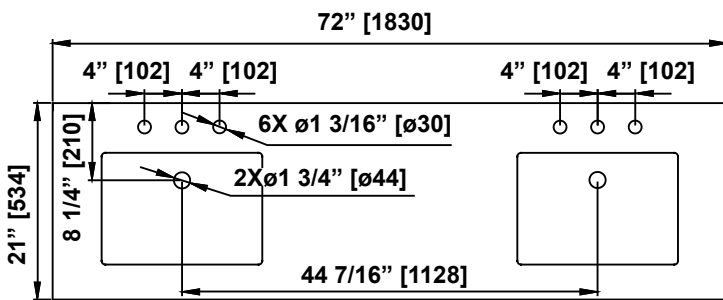 72” [1830]
4” [102] 4” [102] 4” [102] 4” [102]
6X ø1 3/16” [ø30]
2Xø1 3/4” [ø44]
8 1/4” [210]
21” [534]
44 7/16” [1128]